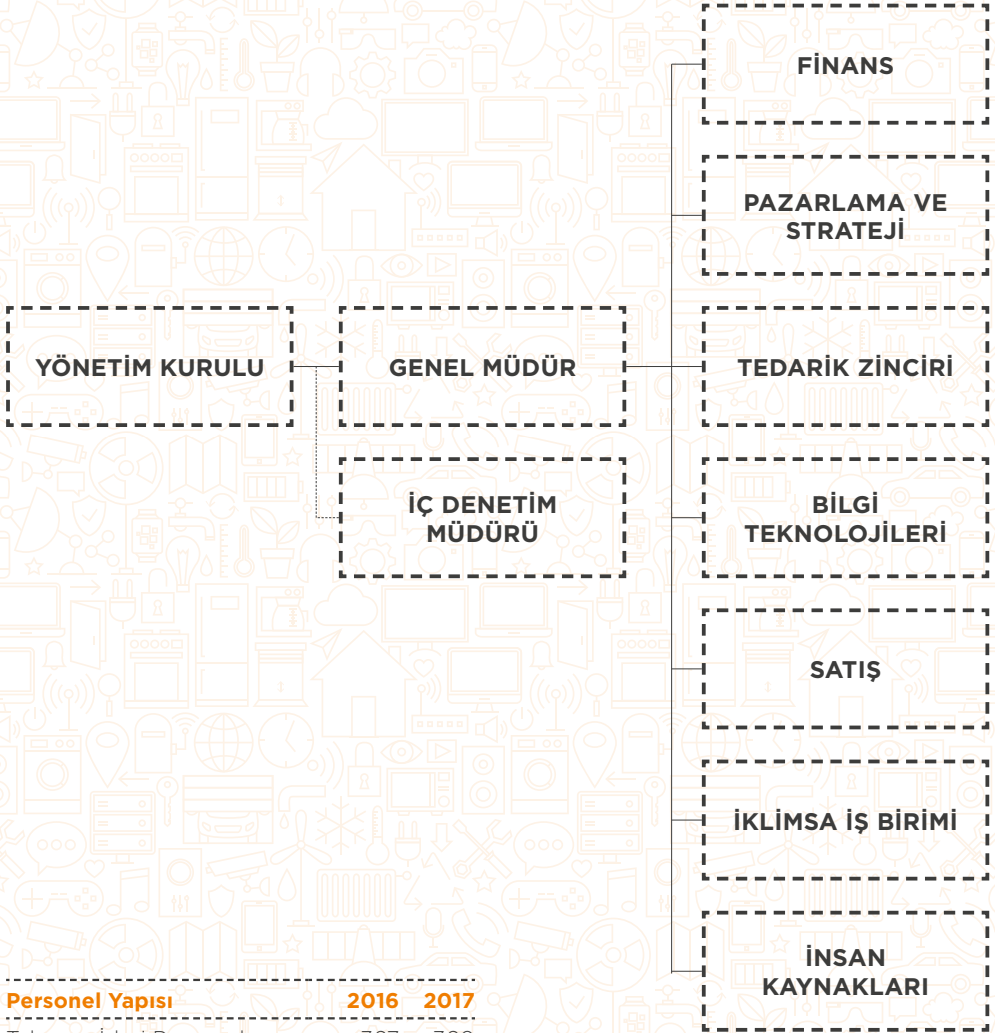 FİNANS
PAZARLAMA VE
STRATEJİ
YÖNETİM KURULU
GENEL MÜDÜR
TEDARİK ZİNCİRİ
İÇ DENETİM
MÜDÜRÜ
BİLGİ
TEKNOLOJİLERİ
SATIŞ
İKLİMSA İŞ BİRİMİ
İNSAN
KAYNAKLARI
Personel Yapısı 2016 2017